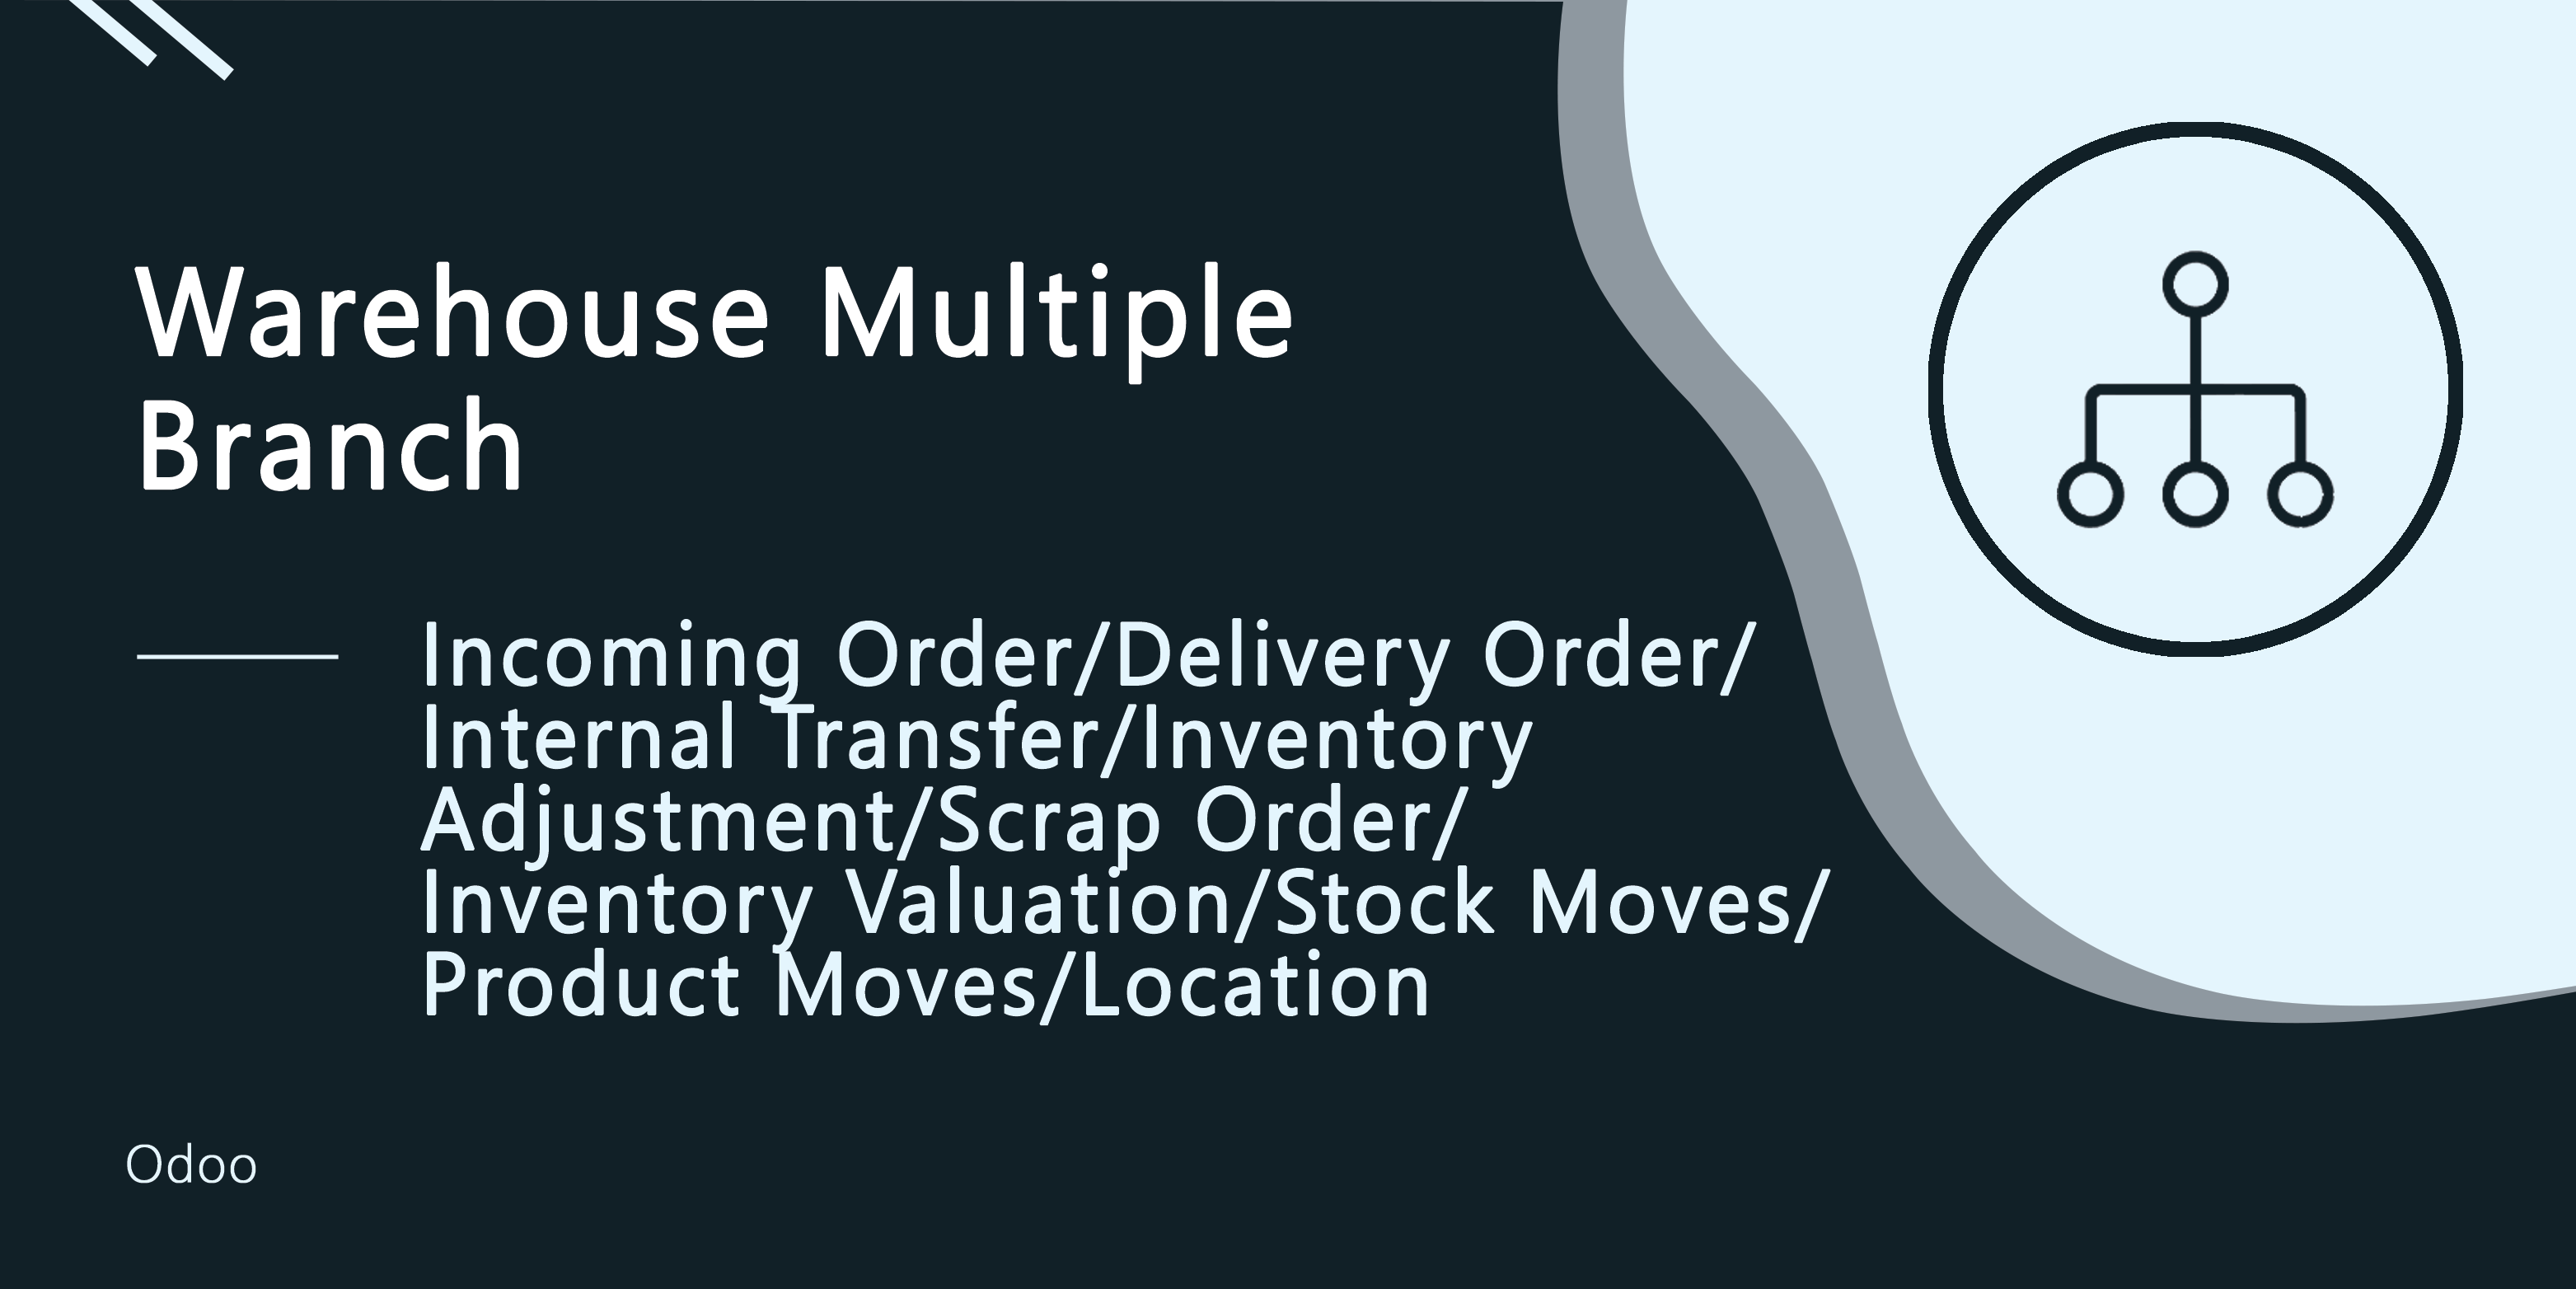 Warehouse Multiple
Branch
Incoming Order/Delivery Order/
Internal Transfer/Inventory
Adjustment/Scrap Order/
Inventory Valuation/Stock Moves/
Product Moves/Location
Odoo